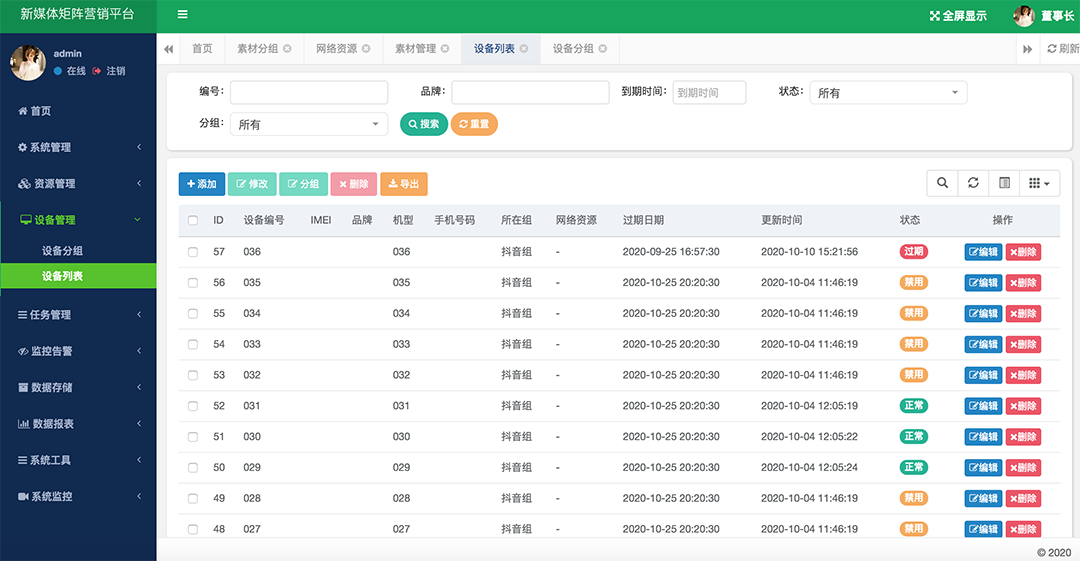 新媒体矩阵营销平台
全屏显示 董事长
admin
在线 注销
首页
系统管理
资源管理
设备管理
设备分组
设备列表
任务管理
监控告警
数据存储
数据报表
系统工具
系统监控
首页 素材分组 网络资源 素材管理 设备列表 设备分组 刷新
编号： 品牌： 到期时间： 到期时间 状态： 所有
分组： 所有 搜索 重置
添加 修改 分组 删除 导出
ID 设备编号 IMEI 品牌 机型 手机号码 所在组 网络资源 过期日期 更新时间 状态 操作
57 036 036 抖音组 - 2020-09-25 16:57:30 2020-10-10 15:21:56 过期 编辑 删除
56 035 035 抖音组 - 2020-10-25 20:20:30 2020-10-04 11:46:19 禁用 编辑 删除
55 034 034 抖音组 - 2020-10-25 20:20:30 2020-10-04 11:46:19 禁用 编辑 删除
54 033 033 抖音组 - 2020-10-25 20:20:30 2020-10-04 11:46:19 禁用 编辑 删除
53 032 032 抖音组 - 2020-10-25 20:20:30 2020-10-04 11:46:19 禁用 编辑 删除
52 031 031 抖音组 - 2020-10-25 20:20:30 2020-10-04 12:05:19 正常 编辑 删除
51 030 030 抖音组 - 2020-10-25 20:20:30 2020-10-04 12:05:22 正常 编辑 删除
50 029 029 抖音组 - 2020-10-25 20:20:30 2020-10-04 12:05:24 正常 编辑 删除
49 028 028 抖音组 - 2020-10-25 20:20:30 2020-10-04 11:46:19 禁用 编辑 删除
48 027 027 抖音组 - 2020-10-25 20:20:30 2020-10-04 11:46:19 禁用 编辑 删除
© 2020